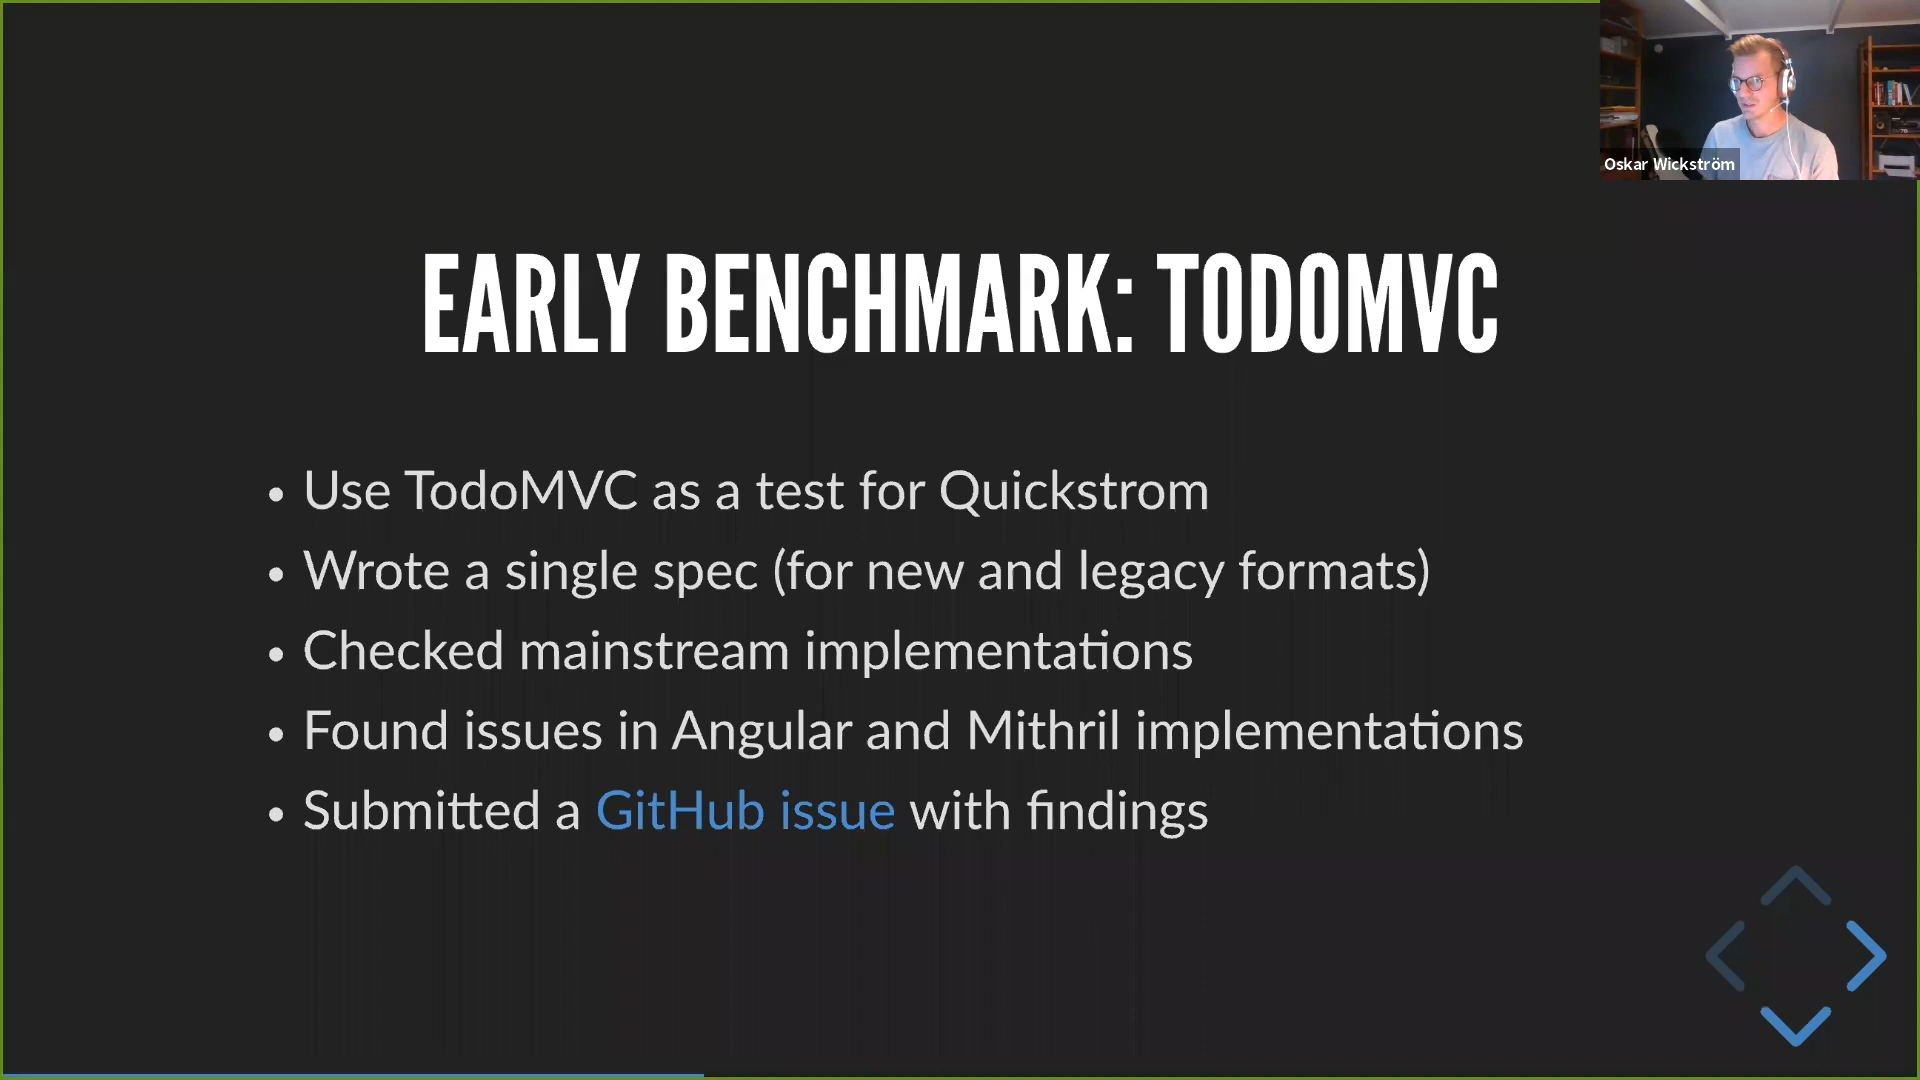 Oskar Wickström
EARLY BENCHMARK: TODOMVC
• Use TodoMVC as a test for Quickstrom
• Wrote a single spec (for new and legacy formats)
• Checked mainstream implementations
• Found issues in Angular and Mithril implementations
• Submitted a GitHub issue with findings